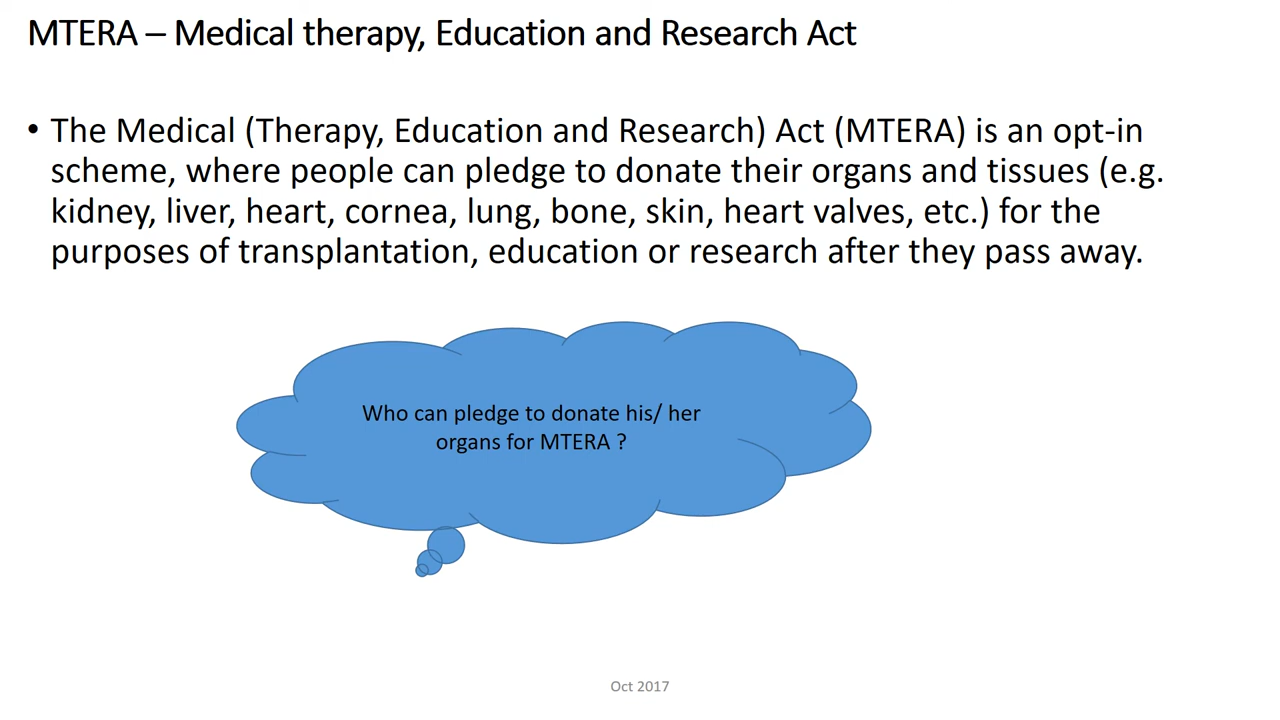 MTERA – Medical therapy, Education and Research Act
• The Medical (Therapy, Education and Research) Act (MTERA) is an opt-in
scheme, where people can pledge to donate their organs and tissues (e.g.
kidney, liver, heart, cornea, lung, bone, skin, heart valves, etc.) for the
purposes of transplantation, education or research after they pass away.
Who can pledge to donate his/ her
organs for MTERA ?
Oct 2017